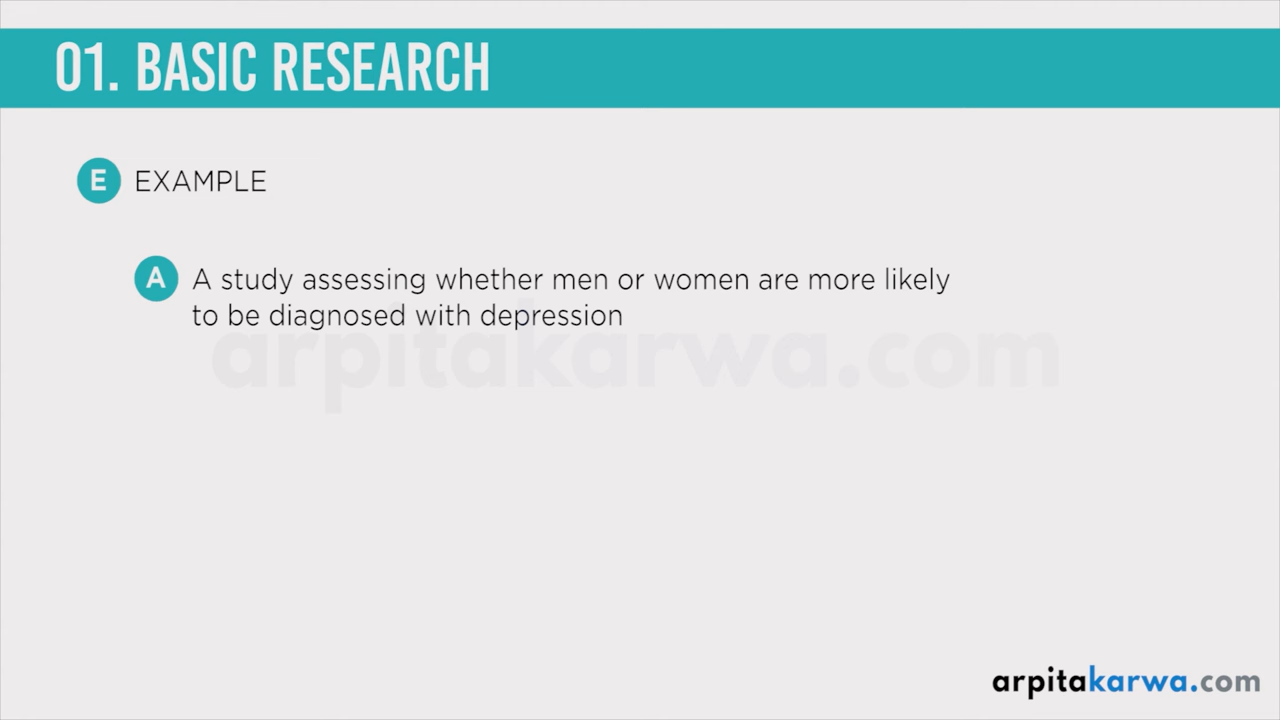 01. BASIC RESEARCH
E EXAMPLE
A A study assessing whether men or women are more likely
to be diagnosed with depression
arpitakarwa.com
arpitakarwa.com